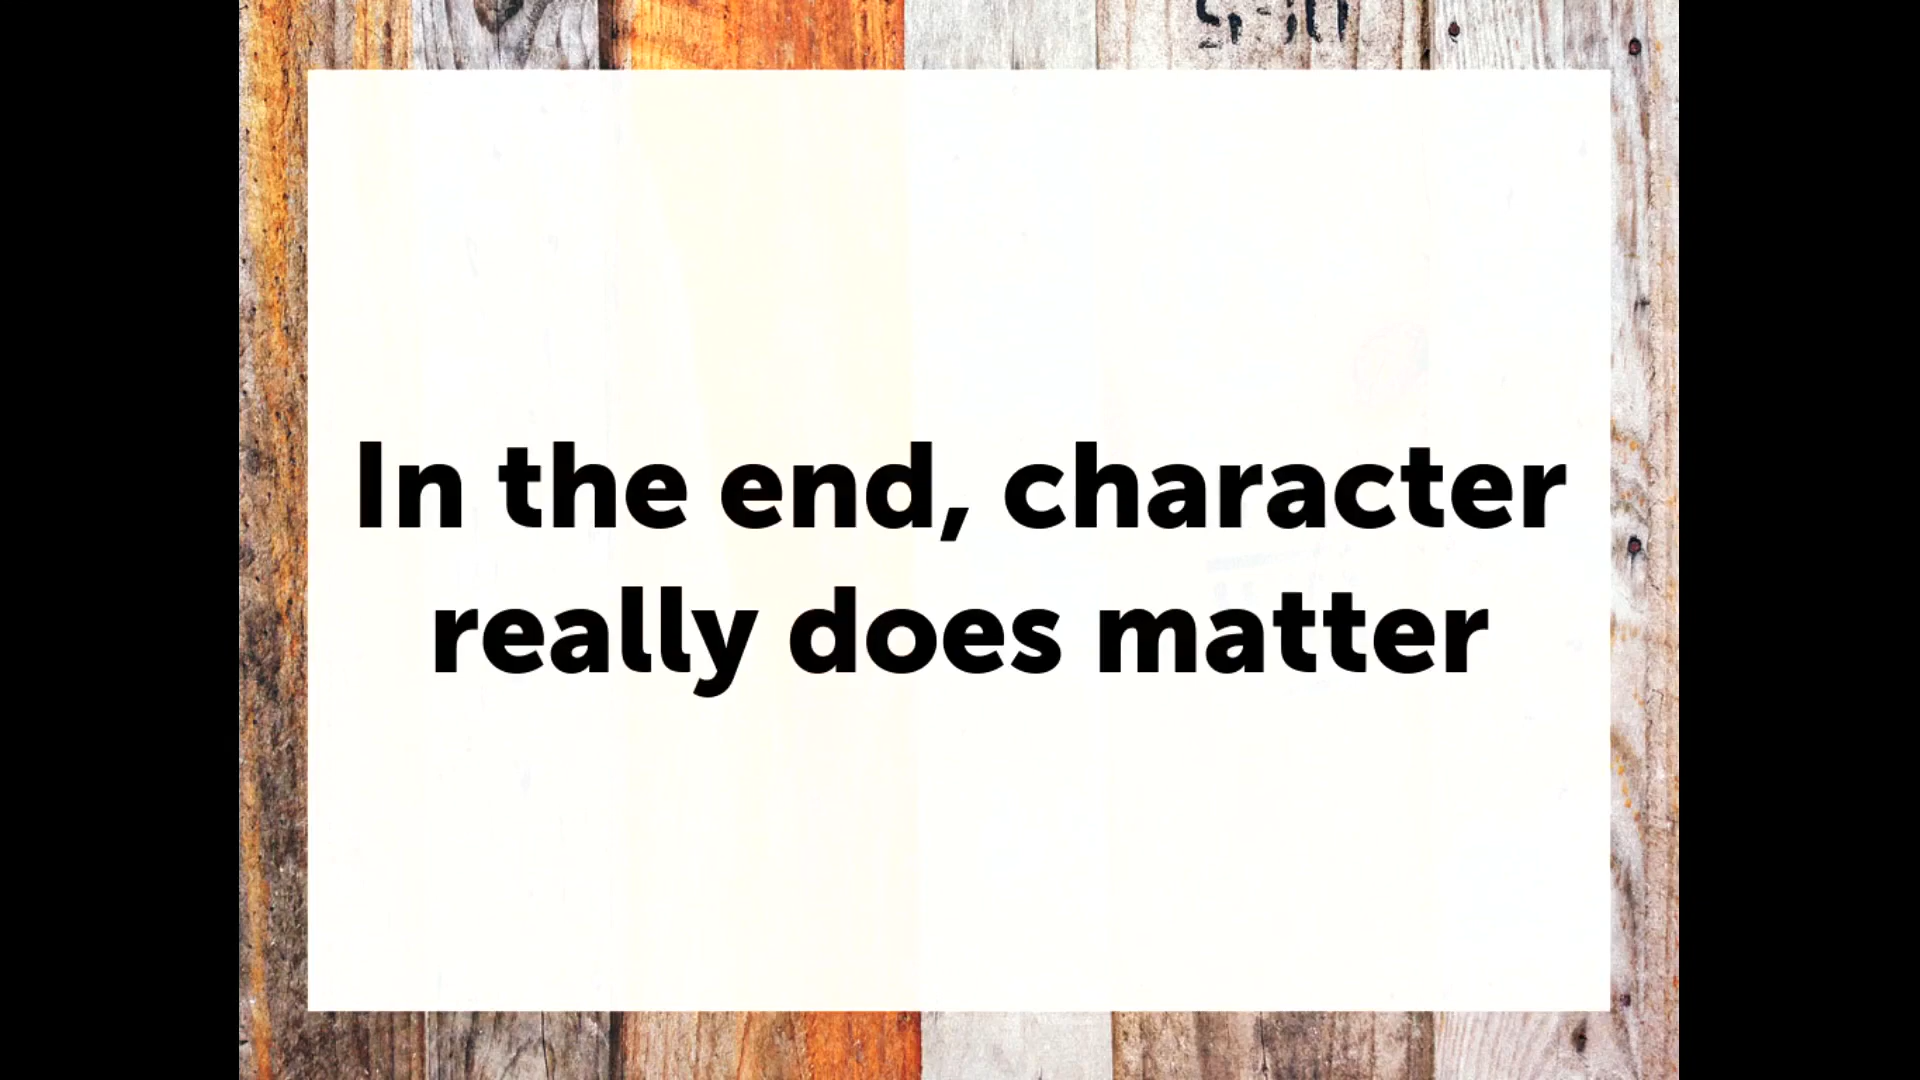 In the end, character
really does matter